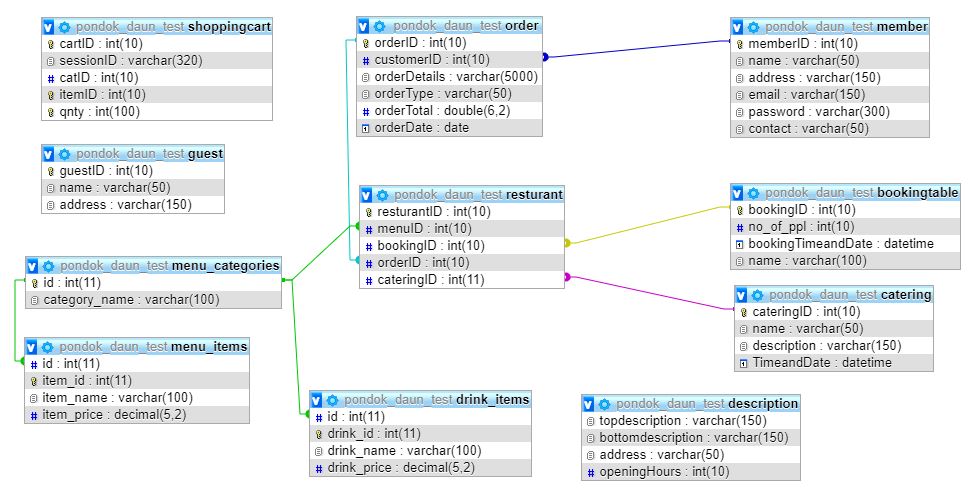 pondok_daun_test shoppingcart
cartID : int(10)
sessionID : varchar(320)
# catID : int(10)
itemID : int(10)
qnty : int(100)
pondok_daun_test guest
guestID : int(10)
name : varchar(50)
address : varchar(150)
pondok_daun_test menu_categories
id : int(11)
category_name : varchar(100)
pondok_daun_test menu_items
# id : int(11)
item_id : int(11)
item_name : varchar(100)
# item_price : decimal(5,2)
pondok_daun_test order
orderID : int(10)
# customerID : int(10)
orderDetails : varchar(5000)
orderType : varchar(50)
# orderTotal : double(6,2)
orderDate : date
pondok_daun_test resturant
resturantID : int(10)
# menuID : int(10)
# bookingID : int(10)
# orderID : int(10)
# cateringID : int(11)
pondok_daun_test drink_items
# id : int(11)
drink_id : int(11)
drink_name : varchar(100)
# drink_price : decimal(5,2)
pondok_daun_test member
memberID : int(10)
name : varchar(50)
address : varchar(150)
email : varchar(150)
password : varchar(300)
contact : varchar(50)
pondok_daun_test bookingtable
bookingID : int(10)
# no_of_ppl : int(10)
bookingTimeandDate : datetime
name : varchar(100)
pondok_daun_test catering
cateringID : int(10)
name : varchar(50)
description : varchar(150)
TimeandDate : datetime
pondok_daun_test description
topdescription : varchar(150)
bottomdescription : varchar(150)
address : varchar(50)
# openingHours : int(10)